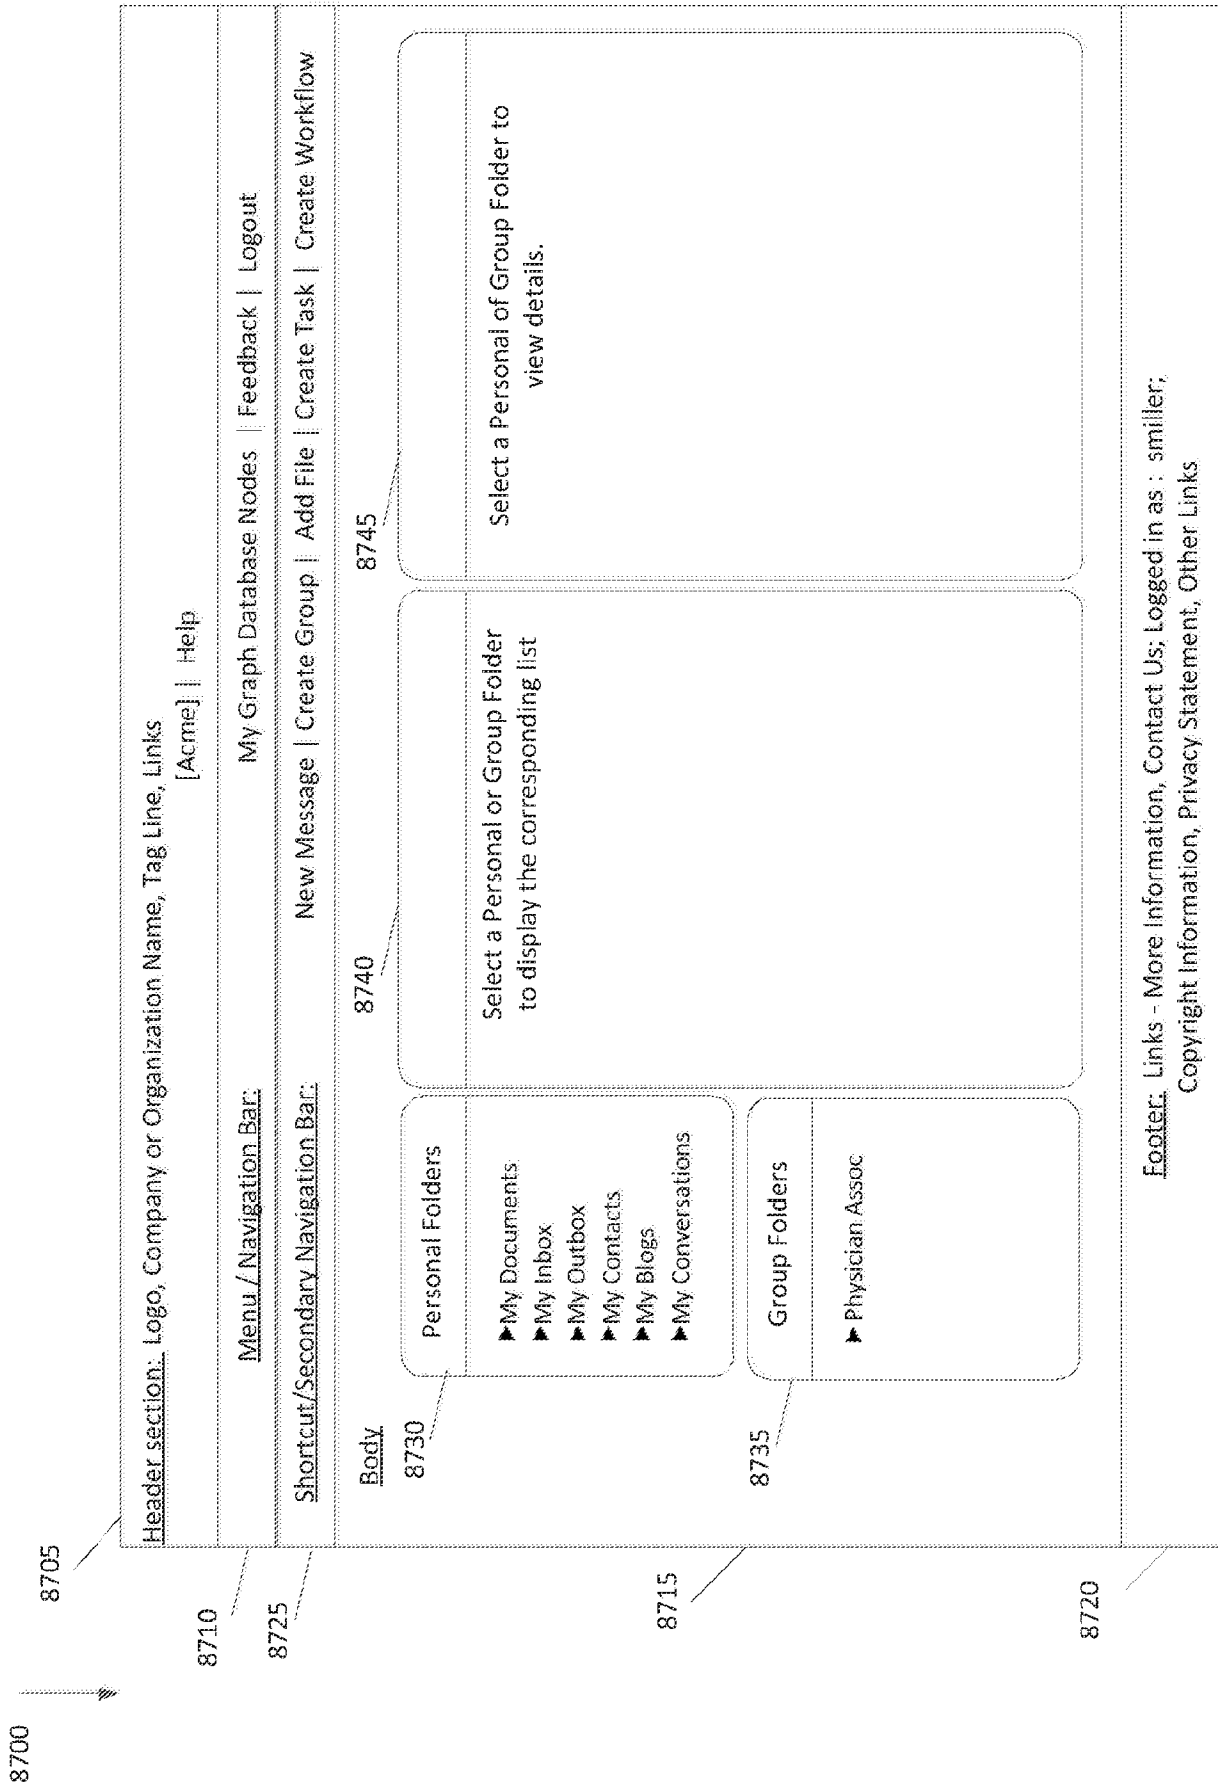 8700
8705
Header section: Logo, Company or Organization Name, Tag Line, Links
[Acme] | Help
8710
Menu / Navigation Bar: My Graph Database Nodes | Feedback | Logout
8725
Shortcut/Secondary Navigation Bar: New Message | Create Group | Add File | Create Task | Create Workflow
Body
8730
Personal Folders
▶My Documents
▶My Inbox
▶My Outbox
▶My Contacts
▶My Blogs
▶My Conversations
8735
Group Folders
▶ Physician Assoc
8740
Select a Personal or Group Folder
to display the corresponding list
8745
Select a Personal of Group Folder to
view details.
8715
8720
Footer: Links - More Information, Contact Us; Logged in as : smiller;
Copyright Information, Privacy Statement, Other Links